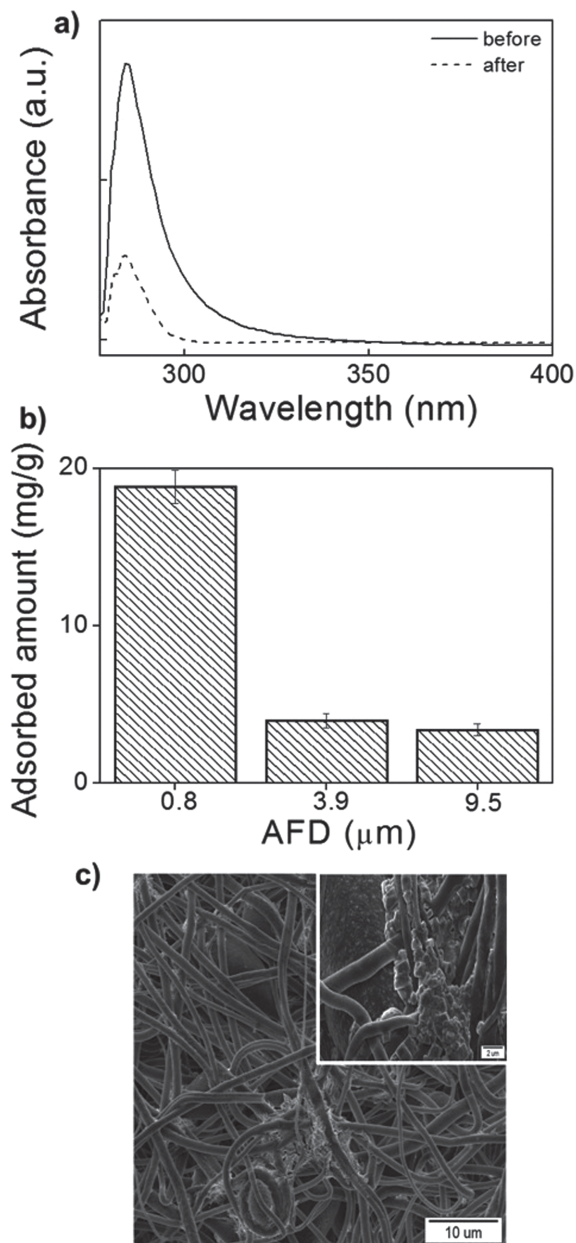 a)
before
after
Absorbance (a.u.)
300
350
400
Wavelength (nm)
b)
Adsorbed amount (mg/g)
20
10
0
0.8
3.9
9.5
AFD (μm)
c)
2 um
10 um